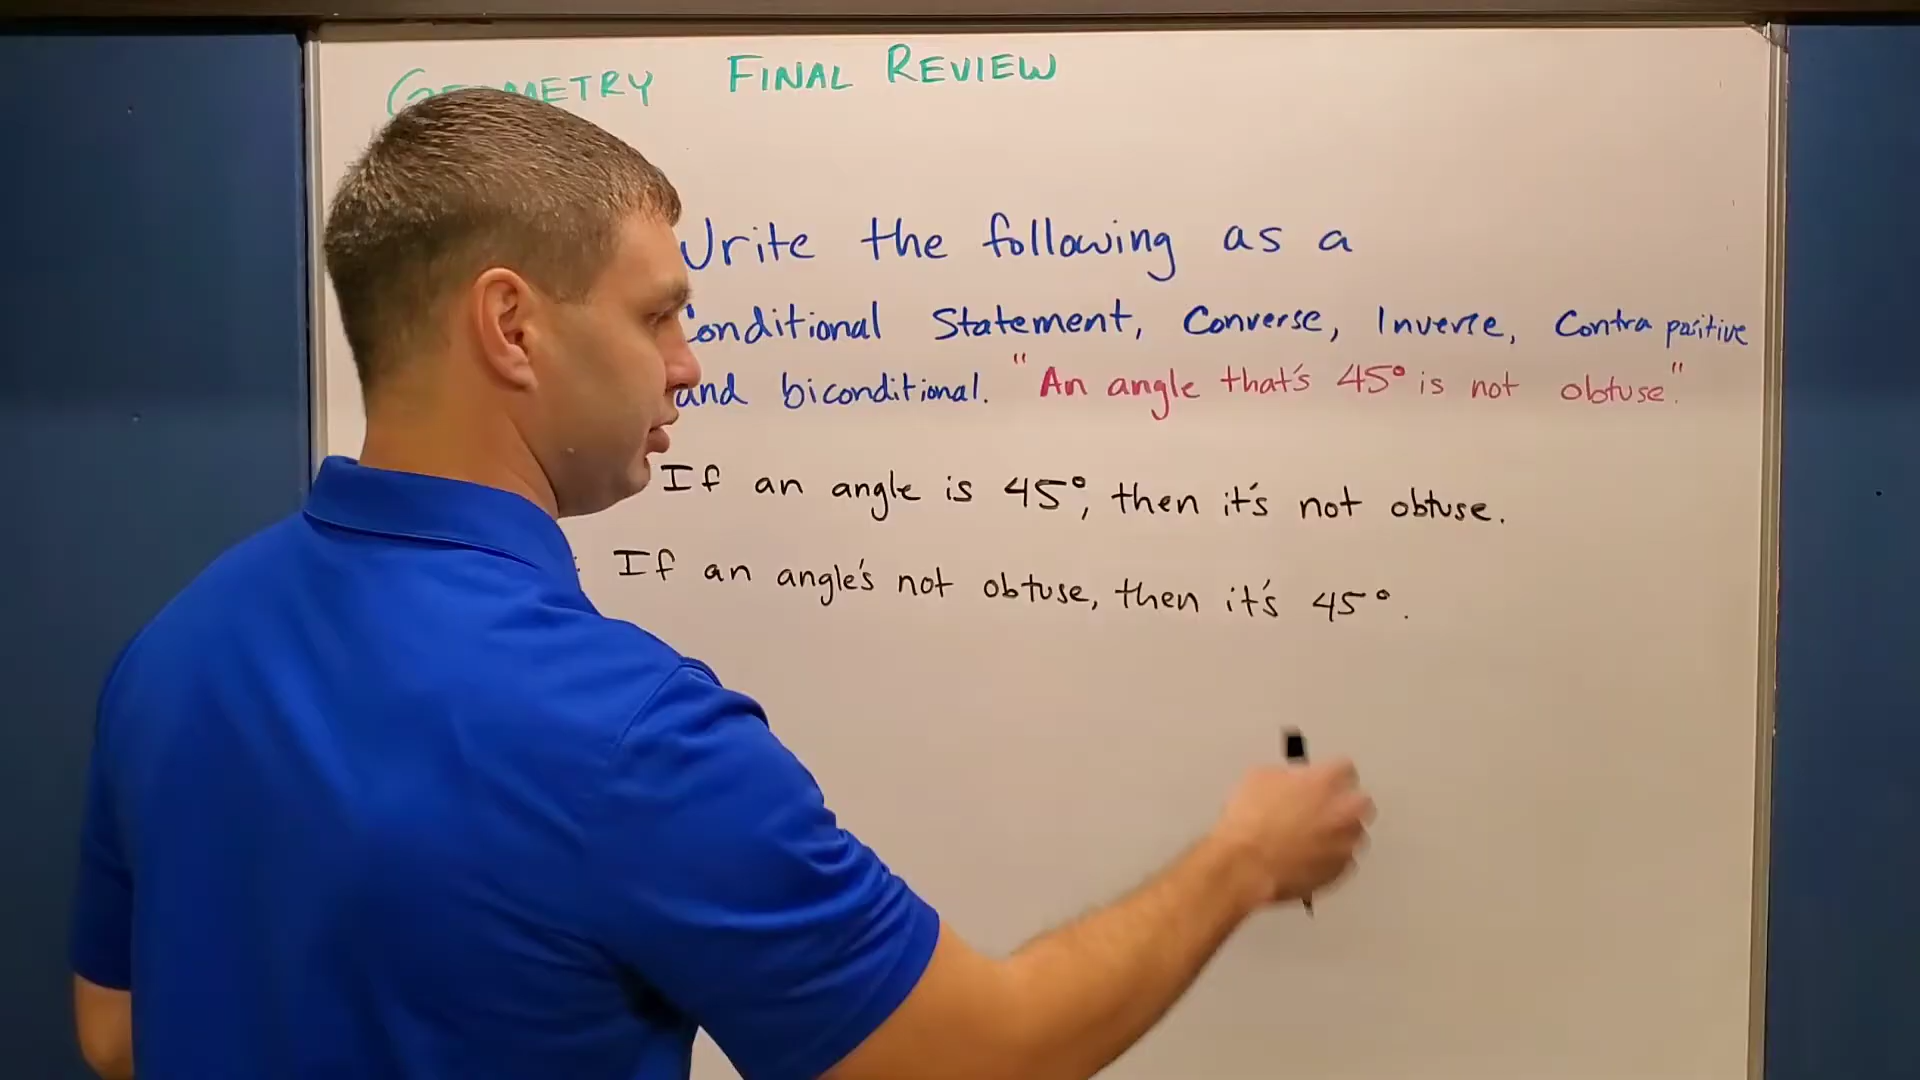 GEOMETRY FINAL REVIEW
Write the following as a
Conditional Statement, Converse, Inverse, Contrapositive
and biconditional. "An angle that's 45° is not obtuse."
If an angle is 45°, then it's not obtuse.
: If an angle's not obtuse, then it's 45°.